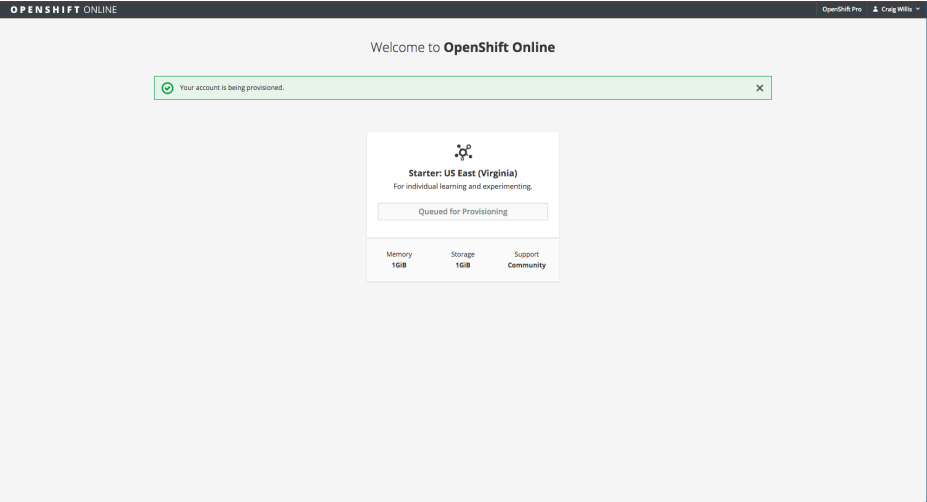 OPENSHIFT ONLINE
OpenShift Pro
Craig Willis
Welcome to OpenShift Online
Your account is being provisioned.
Starter: US East (Virginia)
For individual learning and experimenting.
Queued for Provisioning
Memory Storage Support
1GiB 1GiB Community